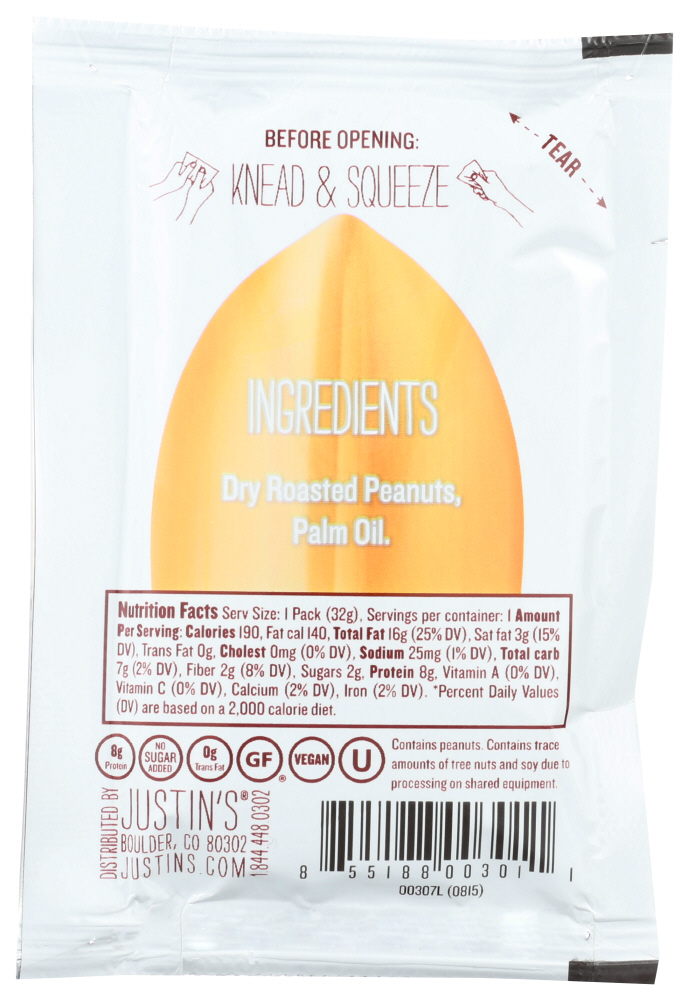 BEFORE OPENING:
KNEAD & SQUEEZE
TEAR
INGREDIENTS
Dry Roasted Peanuts,
Palm Oil.
Nutrition Facts Serv Size: 1 Pack (32g), Servings per container: 1 Amount
Per Serving: Calories 190, Fat cal 140, Total Fat 16g (25% DV), Sat fat 3g (15%
DV), Trans Fat 0g, Cholest 0mg (0% DV), Sodium 25mg (1% DV), Total carb
7g (2% DV), Fiber 2g (8% DV), Sugars 2g, Protein 8g, Vitamin A (0% DV),
Vitamin C (0% DV), Calcium (2% DV), Iron (2% DV). *Percent Daily Values
(DV) are based on a 2,000 calorie diet.
8g
Protein
NO
SUGAR
ADDED
0g
Trans Fat
GF®
VEGAN
U
Contains peanuts. Contains trace
amounts of tree nuts and soy due to
processing on shared equipment.
DISTRIBUTED BY
JUSTIN'S®
BOULDER, CO 80302
JUSTINS.COM
1.844.448.0302
8 55188 00301 1
00307L (0815)